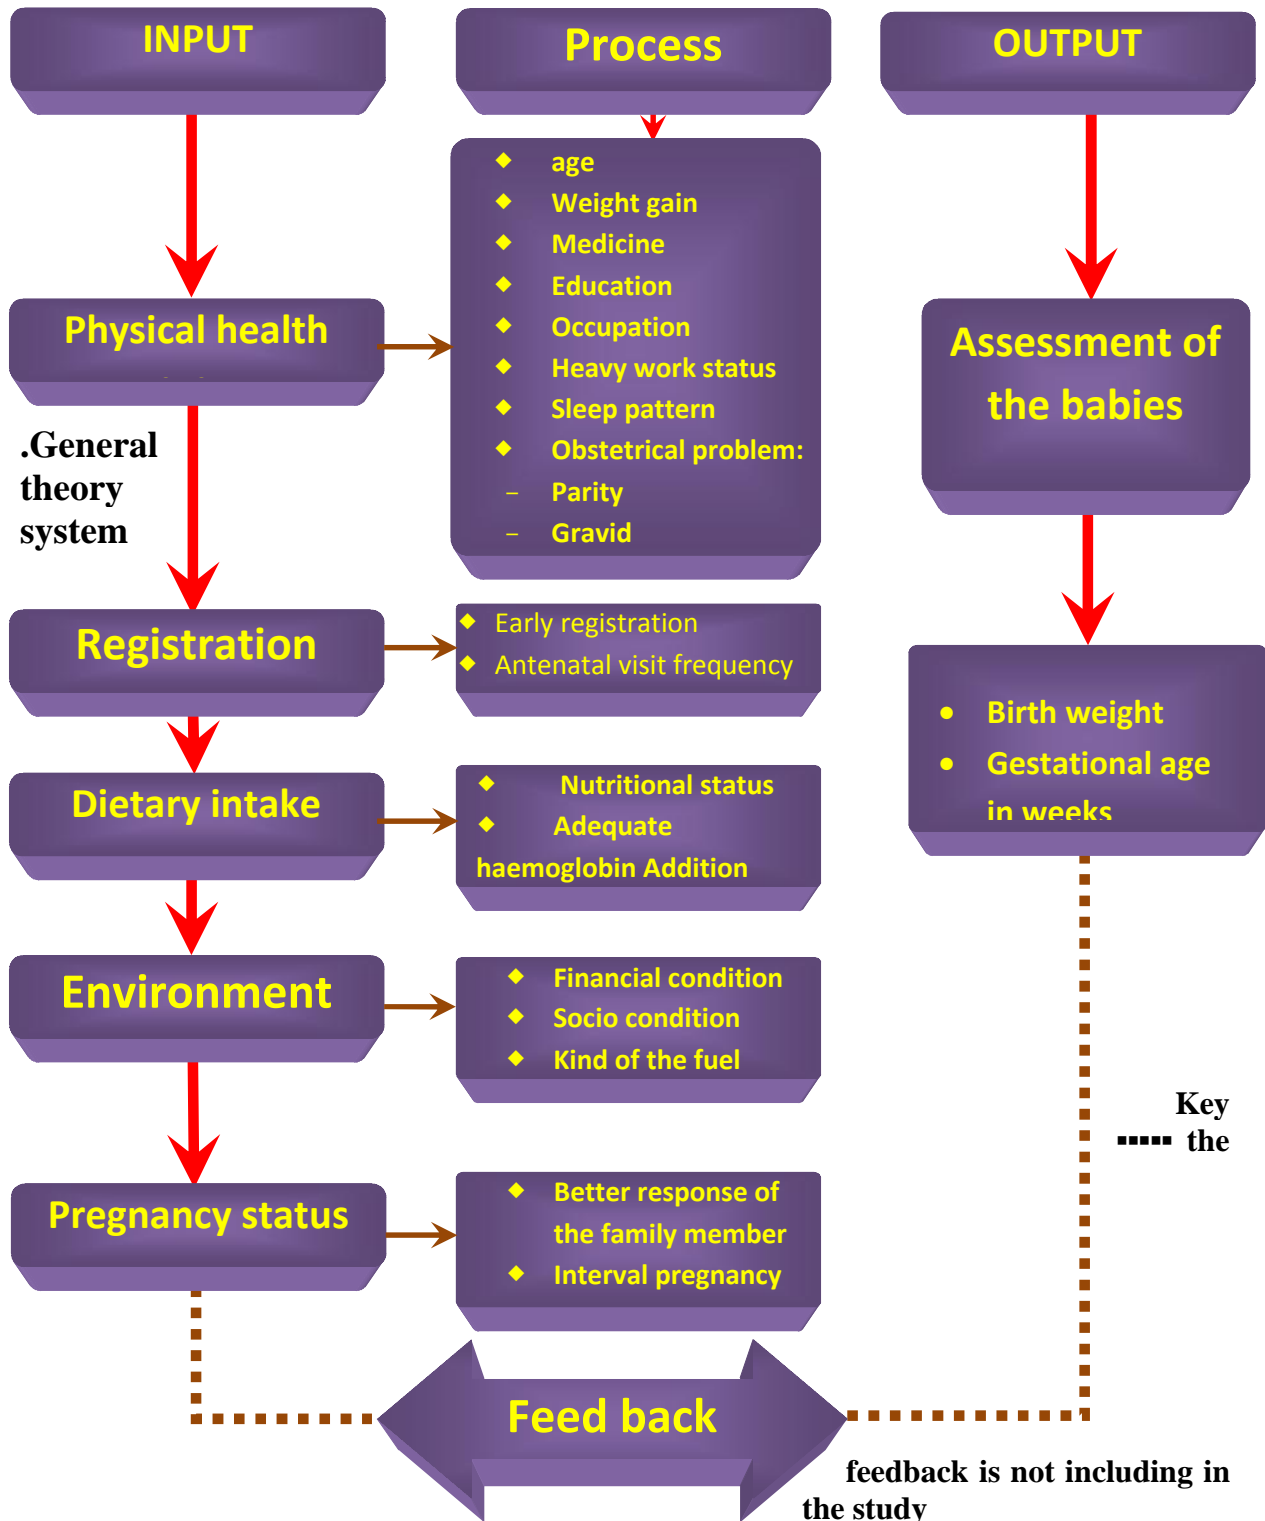 INPUT
Process
OUTPUT
age
Weight gain
Medicine
Education
Occupation
Heavy work status
Sleep pattern
Obstetrical problem:
– Parity
– Gravid
Physical health
.General
theory
system
Registration
Early registration
Antenatal visit frequency
Dietary intake
Nutritional status
Adequate
haemoglobin Addition
Environment
Financial condition
Socio condition
Kind of the fuel
Pregnancy status
Better response of
the family member
Interval pregnancy
Assessment of
the babies
Birth weight
Gestational age
in weeks
Key
the
Feed back
feedback is not including in
the study